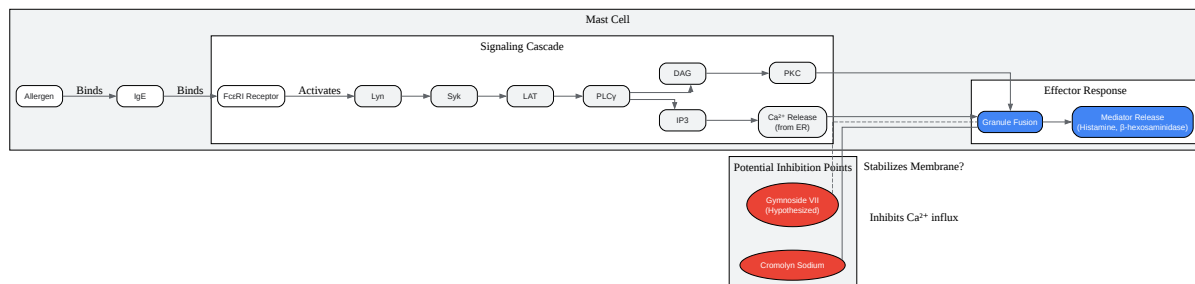 Mast Cell
Signaling Cascade
Allergen
Binds
IgE
Binds
FcεRI Receptor
Activates
Lyn
Syk
LAT
PLCγ
DAG
PKC
IP3
Ca²⁺ Release
(from ER)
Effector Response
Granule Fusion
Mediator Release
(Histamine, β-hexosaminidase)
Potential Inhibition Points
Stabilizes Membrane?
Gymnoside VII
(Hypothesized)
Inhibits Ca²⁺ influx
Cromolyn Sodium